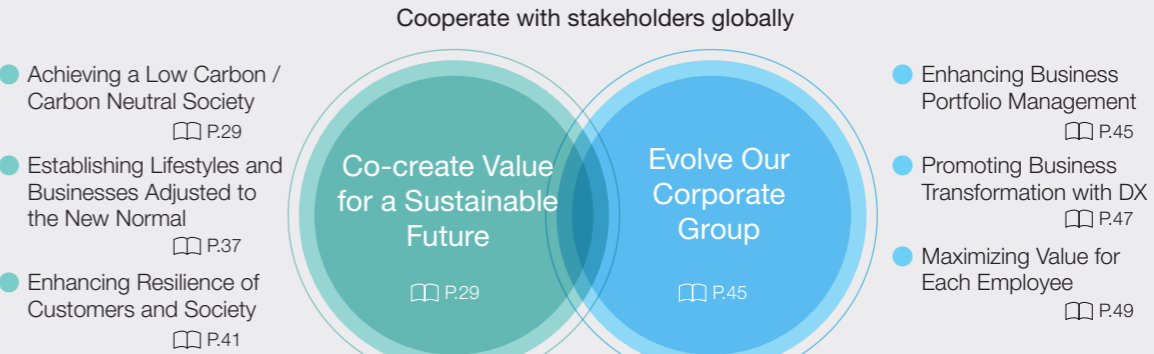 Cooperate with stakeholders globally
Achieving a Low Carbon /
Carbon Neutral Society
P.29
Establishing Lifestyles and
Businesses Adjusted to
the New Normal
P.37
Enhancing Resilience of
Customers and Society
P.41
Co-create Value
for a Sustainable
Future
P.29
Evolve Our
Corporate
Group
P.45
Enhancing Business
Portfolio Management
P.45
Promoting Business
Transformation with DX
P.47
Maximizing Value for
Each Employee
P.49